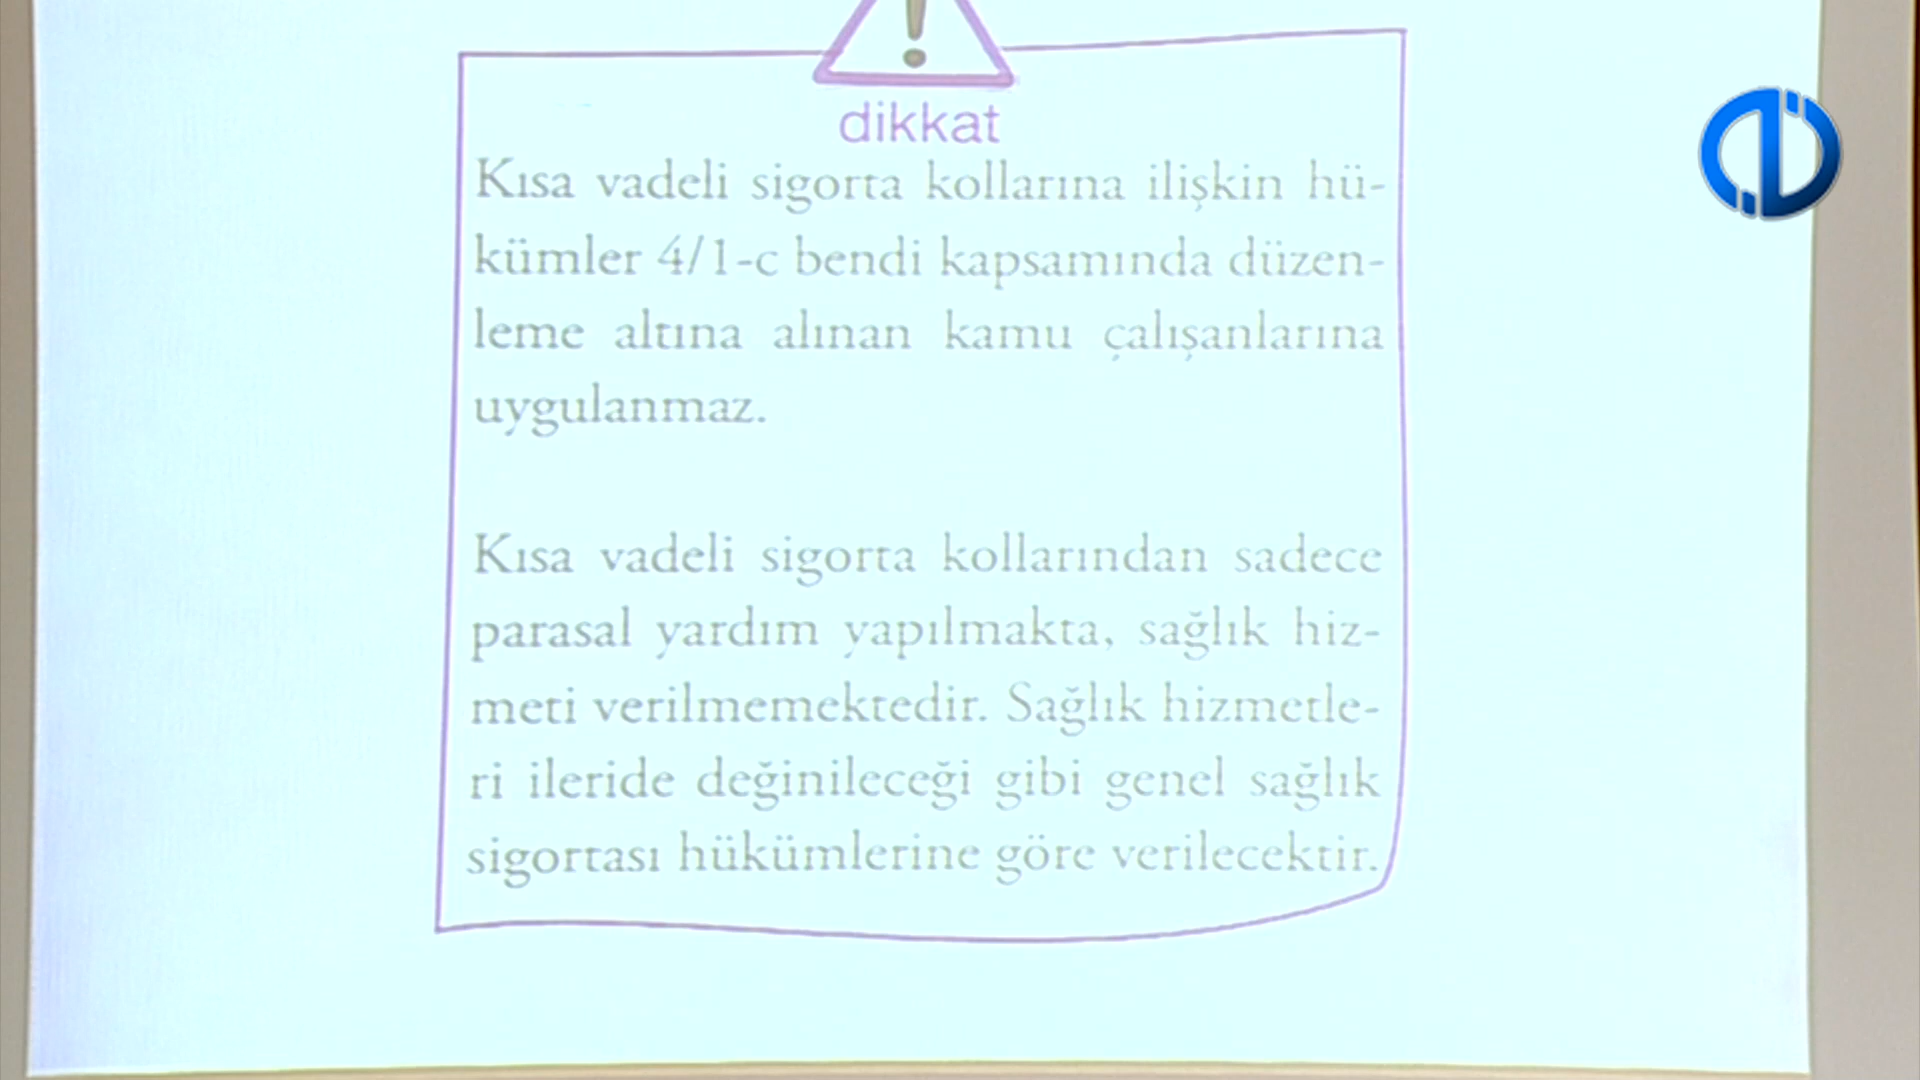 dikkat
Kısa vadeli sigorta kollarına ilişkin hü-
kümler 4/1-c bendi kapsamında düzen-
leme altına alınan kamu çalışanlarına
uygulanmaz.
Kısa vadeli sigorta kollarından sadece
parasal yardım yapılmakta, sağlık hiz-
meti verilmemektedir. Sağlık hizmetle-
ri ileride değinileceği gibi genel sağlık
sigortası hükümlerine göre verilecektir.